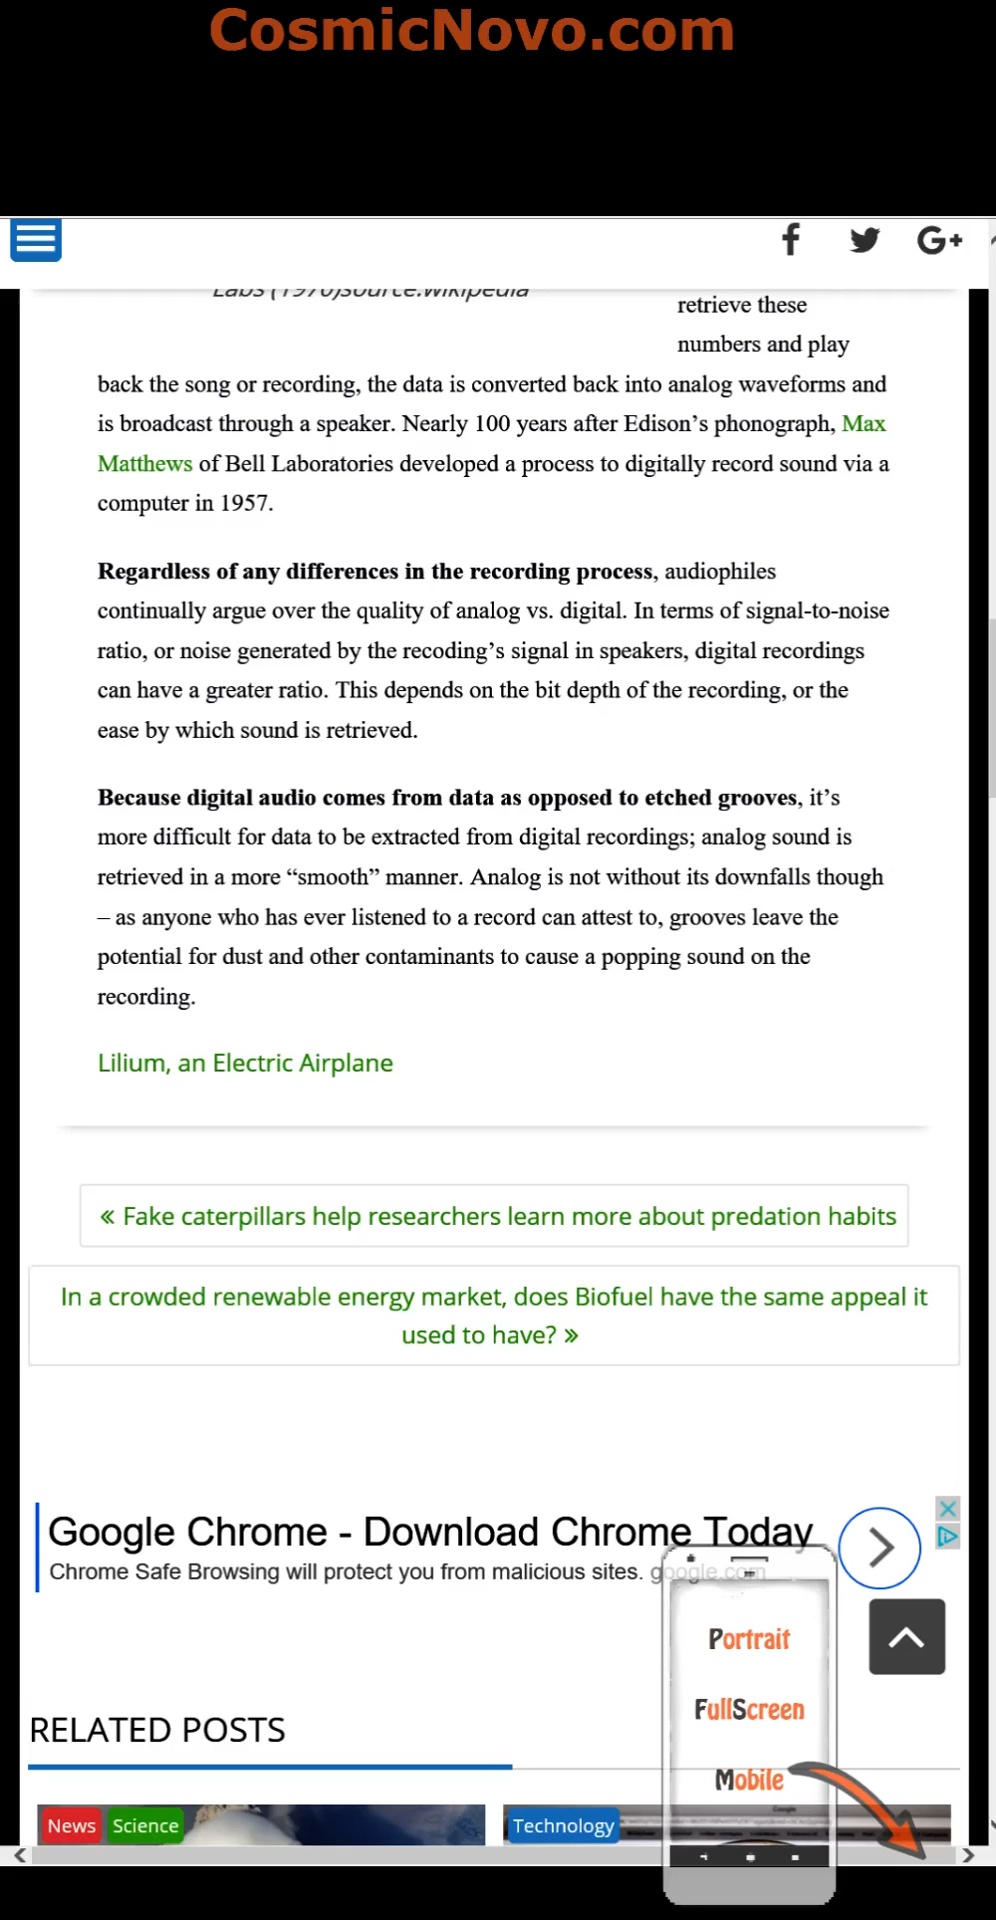 CosmicNovo.com
Labs (1970)source:wikipedia
retrieve these
numbers and play
back the song or recording, the data is converted back into analog waveforms and
is broadcast through a speaker. Nearly 100 years after Edison’s phonograph, Max
Matthews of Bell Laboratories developed a process to digitally record sound via a
computer in 1957.
Regardless of any differences in the recording process, audiophiles
continually argue over the quality of analog vs. digital. In terms of signal-to-noise
ratio, or noise generated by the recoding’s signal in speakers, digital recordings
can have a greater ratio. This depends on the bit depth of the recording, or the
ease by which sound is retrieved.
Because digital audio comes from data as opposed to etched grooves, it’s
more difficult for data to be extracted from digital recordings; analog sound is
retrieved in a more “smooth” manner. Analog is not without its downfalls though
– as anyone who has ever listened to a record can attest to, grooves leave the
potential for dust and other contaminants to cause a popping sound on the
recording.
Lilium, an Electric Airplane
« Fake caterpillars help researchers learn more about predation habits
In a crowded renewable energy market, does Biofuel have the same appeal it
used to have? »
Google Chrome - Download Chrome Today
Chrome Safe Browsing will protect you from malicious sites. google.com
Portrait
FullScreen
Mobile
RELATED POSTS
News Science
Technology